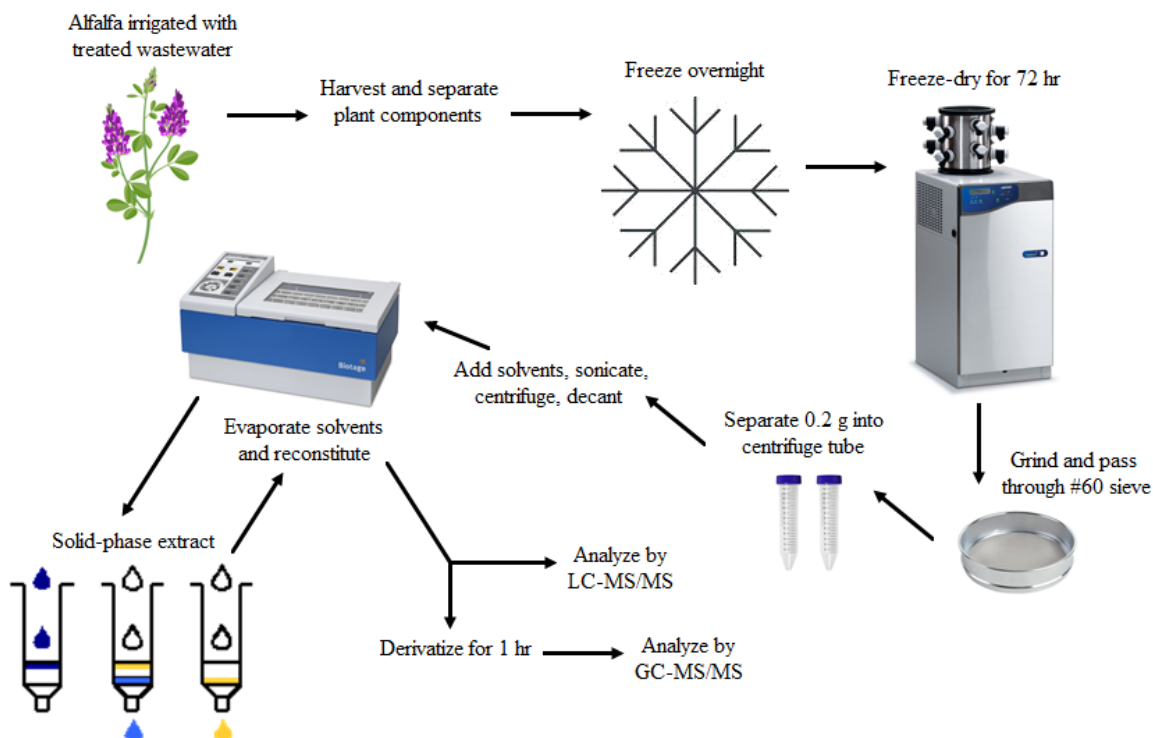 Alfalfa irrigated with
treated wastewater
Harvest and separate
plant components
Freeze overnight
Freeze-dry for 72 hr
Grind and pass
through #60 sieve
Separate 0.2 g into
centrifuge tube
Add solvents, sonicate,
centrifuge, decant
Biotage
Evaporate solvents
and reconstitute
Solid-phase extract
Analyze by
LC-MS/MS
Derivatize for 1 hr
Analyze by
GC-MS/MS